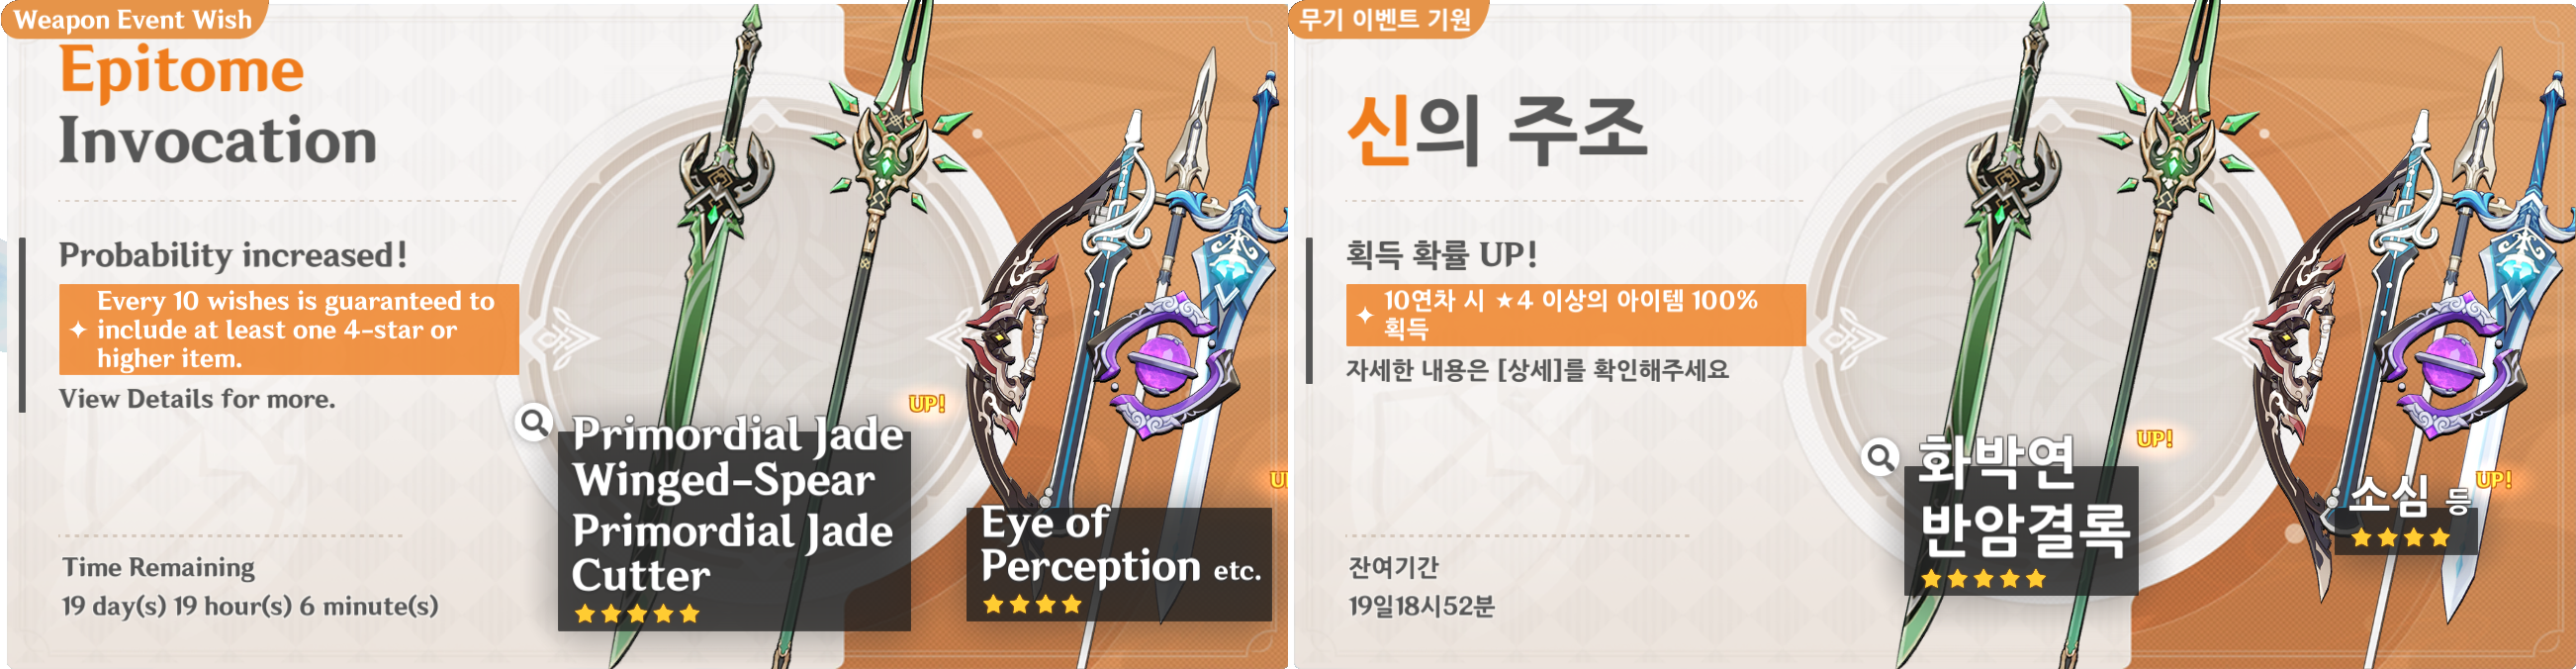 Weapon Event Wish
Epitome
Invocation
Probability increased!
Every 10 wishes is guaranteed to
include at least one 4-star or
higher item.
View Details for more.
Time Remaining
19 day(s) 19 hour(s) 6 minute(s)
UP!
Primordial Jade
Winged-Spear
Primordial Jade
Cutter
Eye of
Perception etc.
무기 이벤트 기원
신의 주조
획득 확률 UP!
10연차 시 ★4 이상의 아이템 100%
획득
자세한 내용은 [상세]를 확인해주세요
잔여기간
19일18시52분
UP!
화박연
반암결록
UP!
소심 등